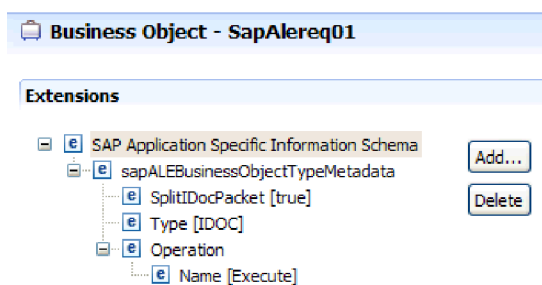 Business Object - SapAlereq01
Extensions
SAP Application Specific Information Schema
Add...
sapALEBusinessObjectTypeMetadata
SplitIDocPacket [true]
Delete
Type [IDOC]
Operation
Name [Execute]